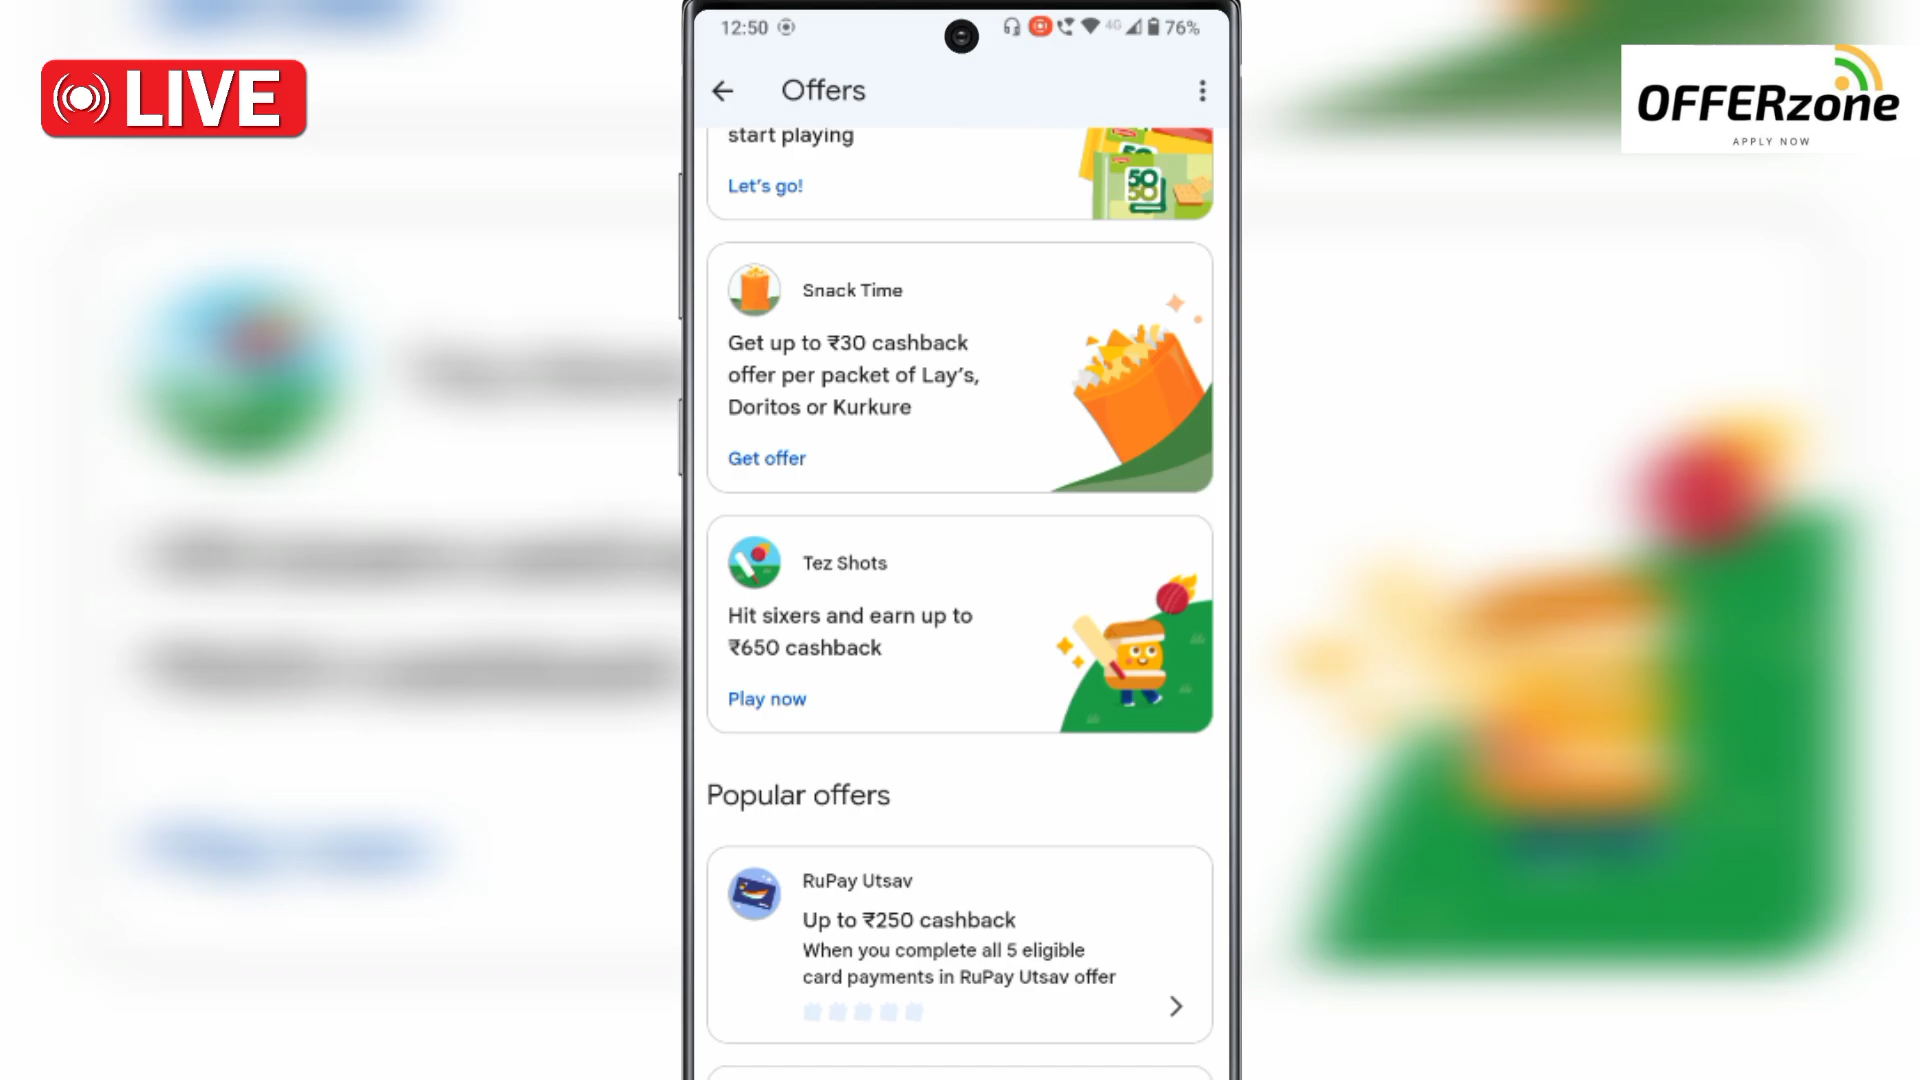 LIVE
OFFERzone
APPLY NOW
12:50
4G
76%
Offers
start playing
Let's go!
50
50
Snack Time
Get up to ₹30 cashback
offer per packet of Lay's,
Doritos or Kurkure
Get offer
Tez Shots
Hit sixers and earn up to
₹650 cashback
Play now
Popular offers
RuPay Utsav
Up to ₹250 cashback
When you complete all 5 eligible
card payments in RuPay Utsav offer